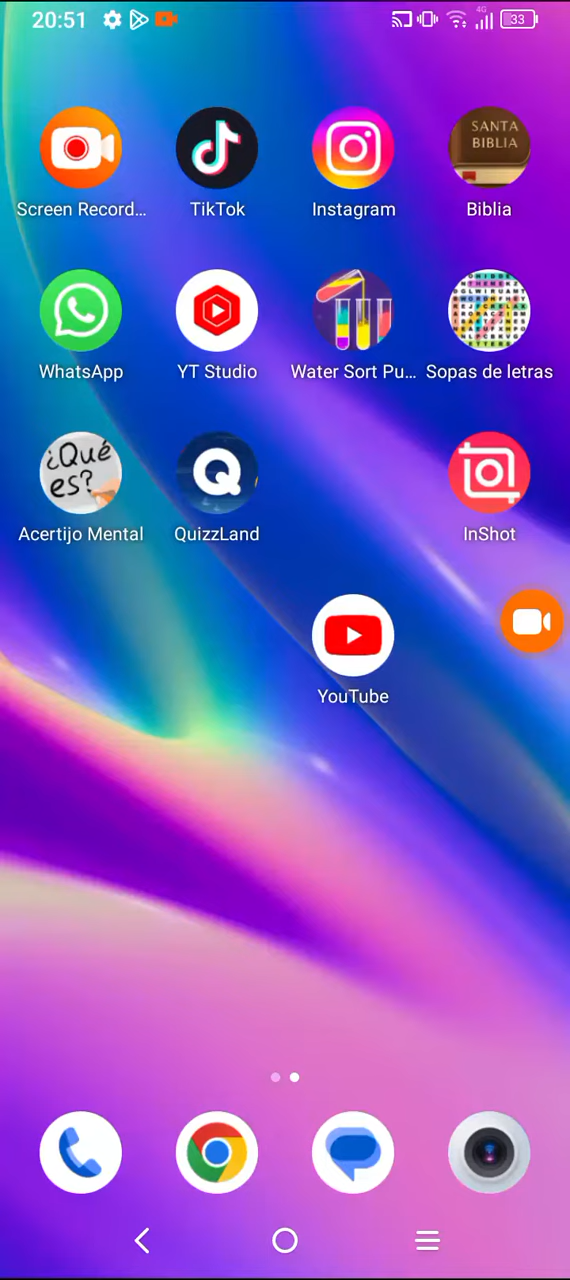 20:51
4G
33
SANTA
BIBLIA
Screen Record...
TikTok
Instagram
Biblia
WhatsApp
YT Studio
Water Sort Pu...
Sopas de letras
¿Qué
es?
Acertijo Mental
QuizzLand
InShot
YouTube